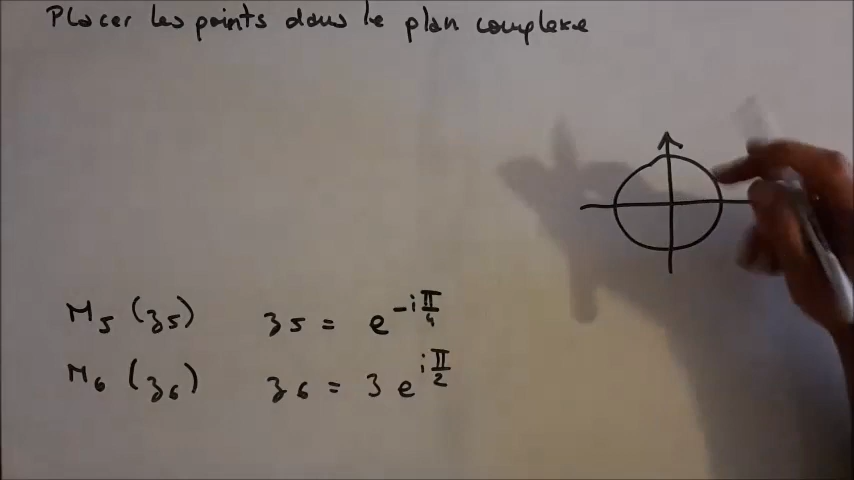 Placer les points dans le plan complexe
M₅ (z₅) z5 = e^{-iπ/4}
M₆ (z₆) z6 = 3 e^{iπ/2}